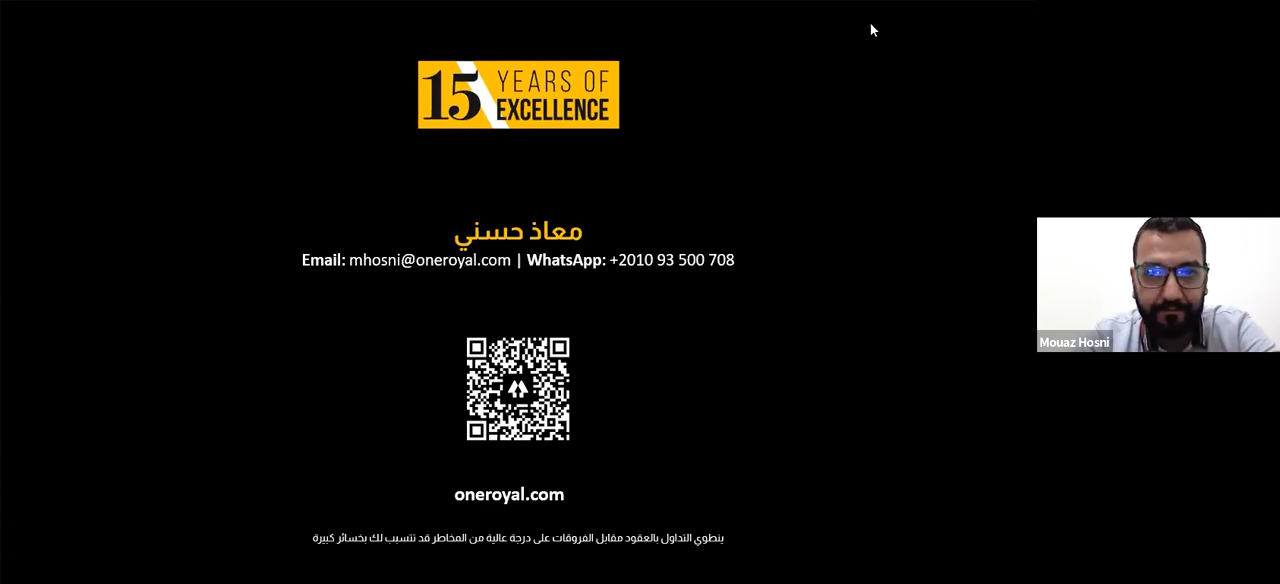 15 YEARS OF
EXCELLENCE
معاذ حسني
Email: mhosni@oneroyal.com | WhatsApp: +2010 93 500 708
Mouaz Hosni
oneroyal.com
ينطوي التداول بالعقود مقابل الفروقات على درجة عالية من المخاطر قد تتسبب لك بخسائر كبيرة